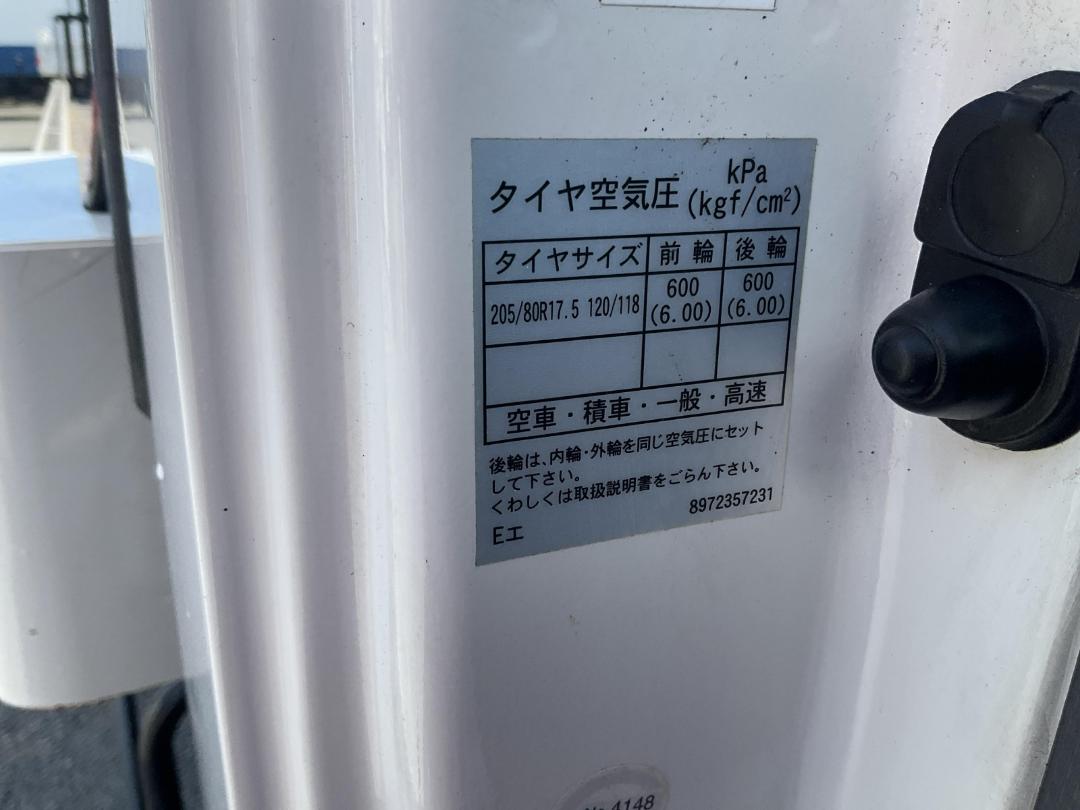 タイヤ空気圧 kPa
(kgf/cm²)
タイヤサイズ 前輪 後輪
205/80R17.5 120/118 600 600
(6.00) (6.00)
空車・積車・一般・高速
後輪は、内輪・外輪を同じ空気圧にセット
して下さい。
くわしくは取扱説明書をごらん下さい。
8972357231
Eエ
4148